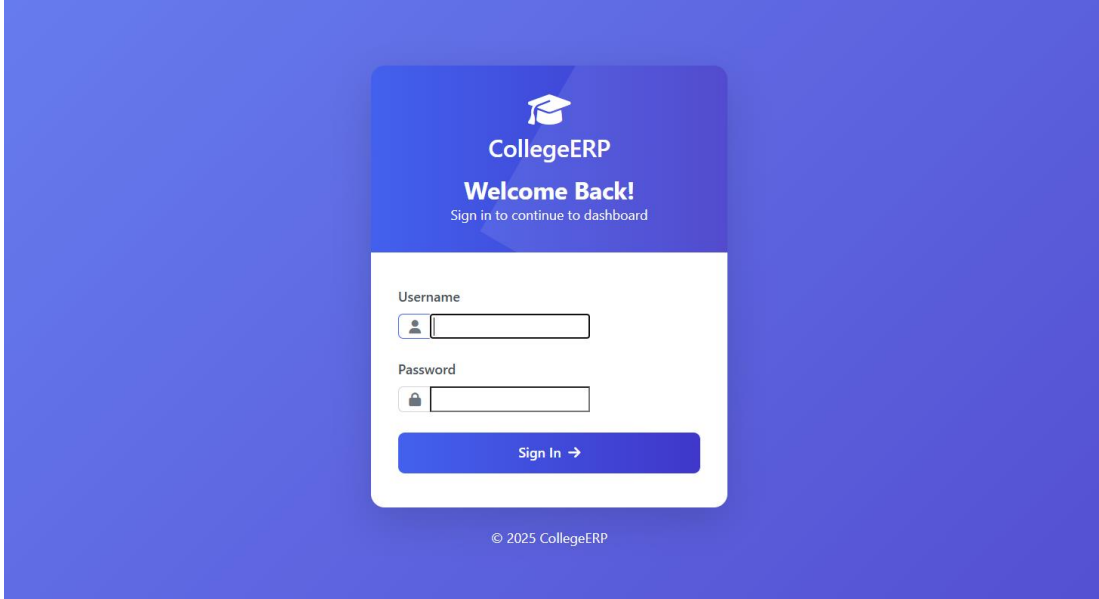 CollegeERP
Welcome Back!
Sign in to continue to dashboard
Username
Password
Sign In →
© 2025 CollegeERP